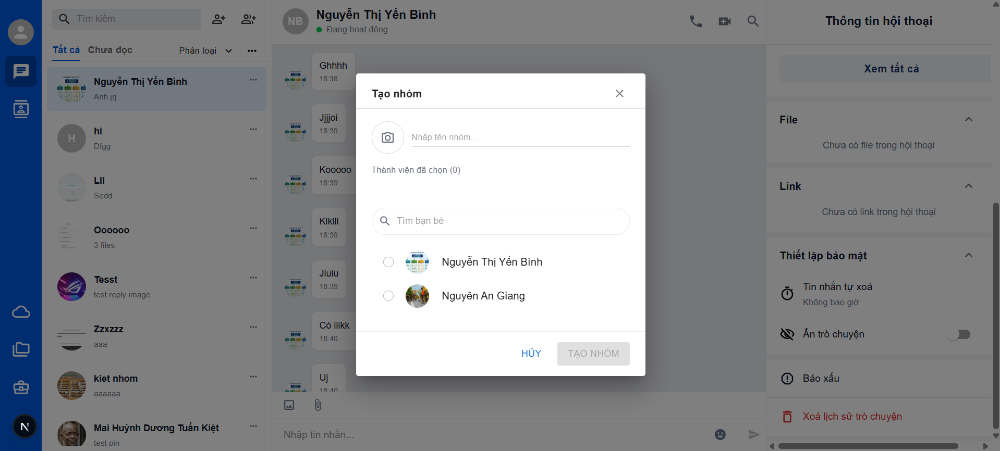 Tìm kiếm
Tất cả
Chưa đọc
Phân loại
Nguyễn Thị Yến Bình
Anh jrj
H
hi
Dfgg
Lll
Sedd
Oooooo
3 files
Tesst
test reply image
Zzxzzz
aaa
kiet nhom
aaaaaa
Mai Huỳnh Dương Tuấn Kiệt
test pin
N
NB
Nguyễn Thị Yến Bình
Đang hoạt động
Ghhhh
18:38
Jjjjoi
18:39
Kooooo
18:39
Kikiii
18:39
Jiuiu
18:39
Có iiikk
18:40
Uj
18:40
Nhập tin nhắn...
Tạo nhóm
Nhập tên nhóm...
Thành viên đã chọn (0)
Tìm bạn bè
Nguyễn Thị Yến Bình
Nguyên An Giang
HỦY
TẠO NHÓM
Thông tin hội thoại
Xem tất cả
File
Chưa có file trong hội thoại
Link
Chưa có link trong hội thoại
Thiết lập bảo mật
Tin nhắn tự xoá
Không bao giờ
Ẩn trò chuyện
Báo xấu
Xoá lịch sử trò chuyện